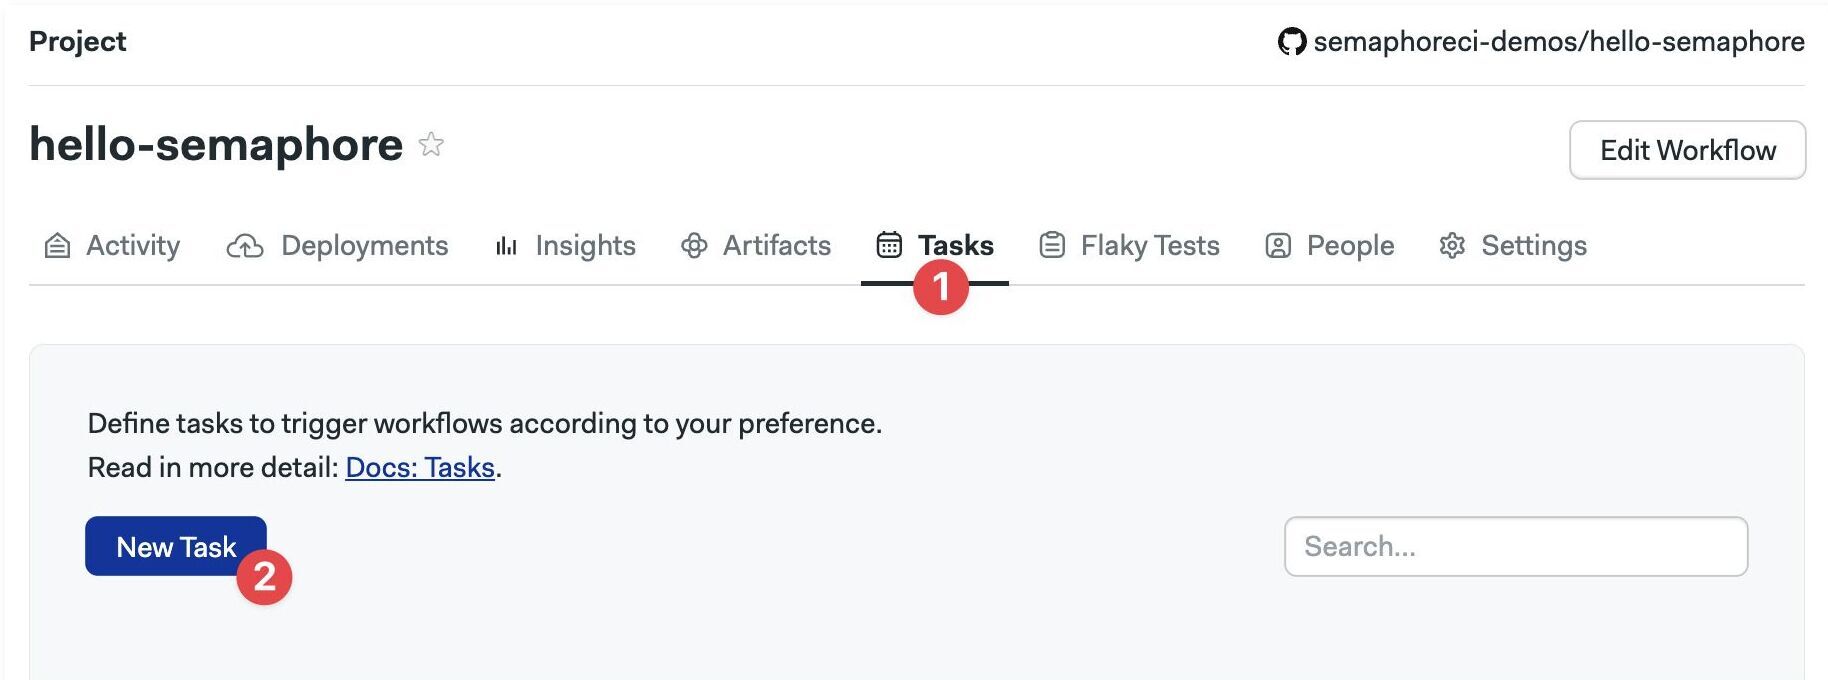 Project
semaphoreci-demos/hello-semaphore
hello-semaphore
Edit Workflow
Activity Deployments Insights Artifacts Tasks Flaky Tests People Settings
1
Define tasks to trigger workflows according to your preference.
Read in more detail: Docs: Tasks.
New Task
Search...
2